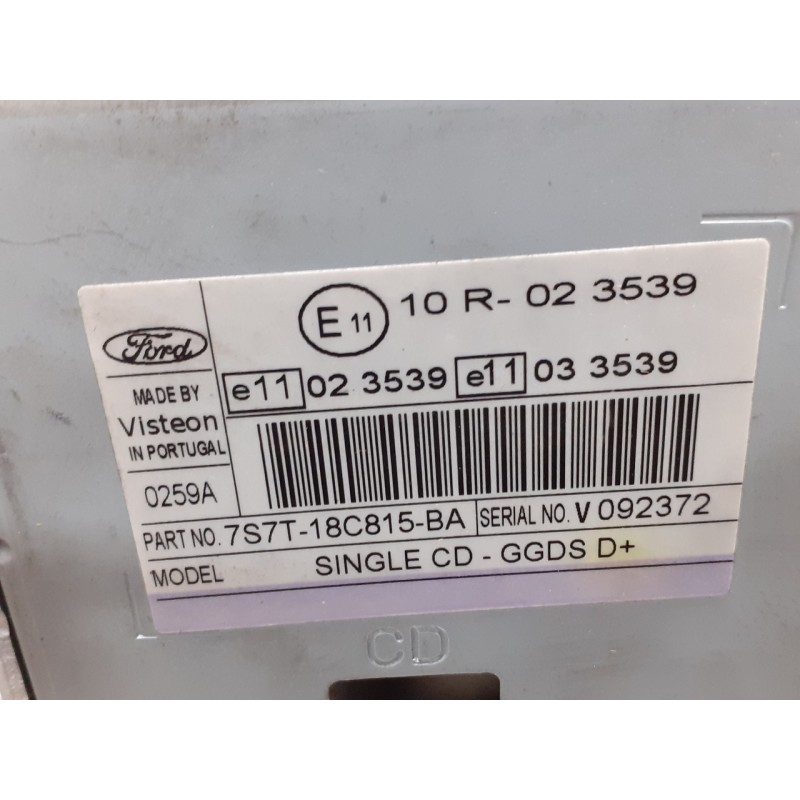 E 11 10 R- 02 3539
Ford
e11 02 3539 e11 03 3539
MADE BY
Visteon
IN PORTUGAL
0259A
PART NO. 7S7T-18C815-BA SERIAL NO. V 092372
MODEL SINGLE CD - GGDS D+
CD